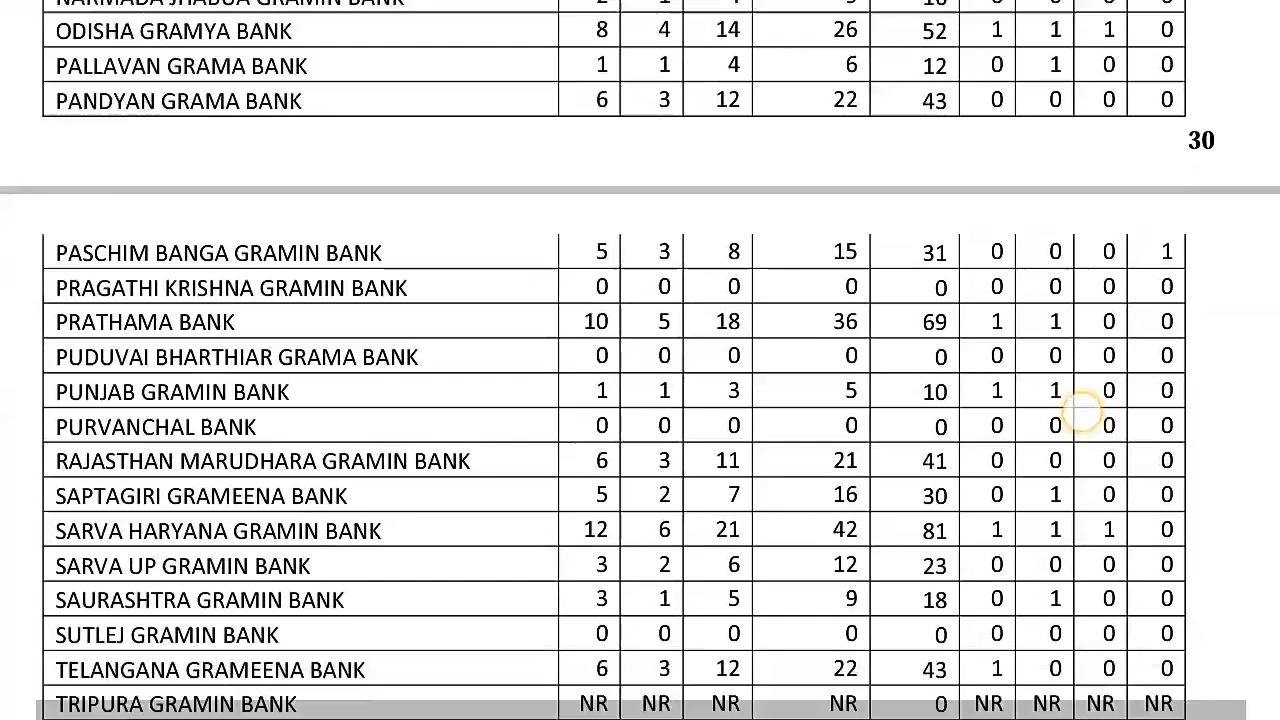 NARMADA JHABUA GRAMIN BANK
ODISHA GRAMYA BANK 8 4 14 26 52 1 1 1 0
PALLAVAN GRAMA BANK 1 1 4 6 12 0 1 0 0
PANDYAN GRAMA BANK 6 3 12 22 43 0 0 0 0
30
PASCHIM BANGA GRAMIN BANK 5 3 8 15 31 0 0 0 1
PRAGATHI KRISHNA GRAMIN BANK 0 0 0 0 0 0 0 0 0
PRATHAMA BANK 10 5 18 36 69 1 1 0 0
PUDUVAI BHARTHIAR GRAMA BANK 0 0 0 0 0 0 0 0 0
PUNJAB GRAMIN BANK 1 1 3 5 10 1 1 0 0
PURVANCHAL BANK 0 0 0 0 0 0 0 0 0
RAJASTHAN MARUDHARA GRAMIN BANK 6 3 11 21 41 0 0 0 0
SAPTAGIRI GRAMEENA BANK 5 2 7 16 30 0 1 0 0
SARVA HARYANA GRAMIN BANK 12 6 21 42 81 1 1 1 0
SARVA UP GRAMIN BANK 3 2 6 12 23 0 0 0 0
SAURASHTRA GRAMIN BANK 3 1 5 9 18 0 1 0 0
SUTLEJ GRAMIN BANK 0 0 0 0 0 0 0 0 0
TELANGANA GRAMEENA BANK 6 3 12 22 43 1 0 0 0
TRIPURA GRAMIN BANK NR NR NR NR 0 NR NR NR NR